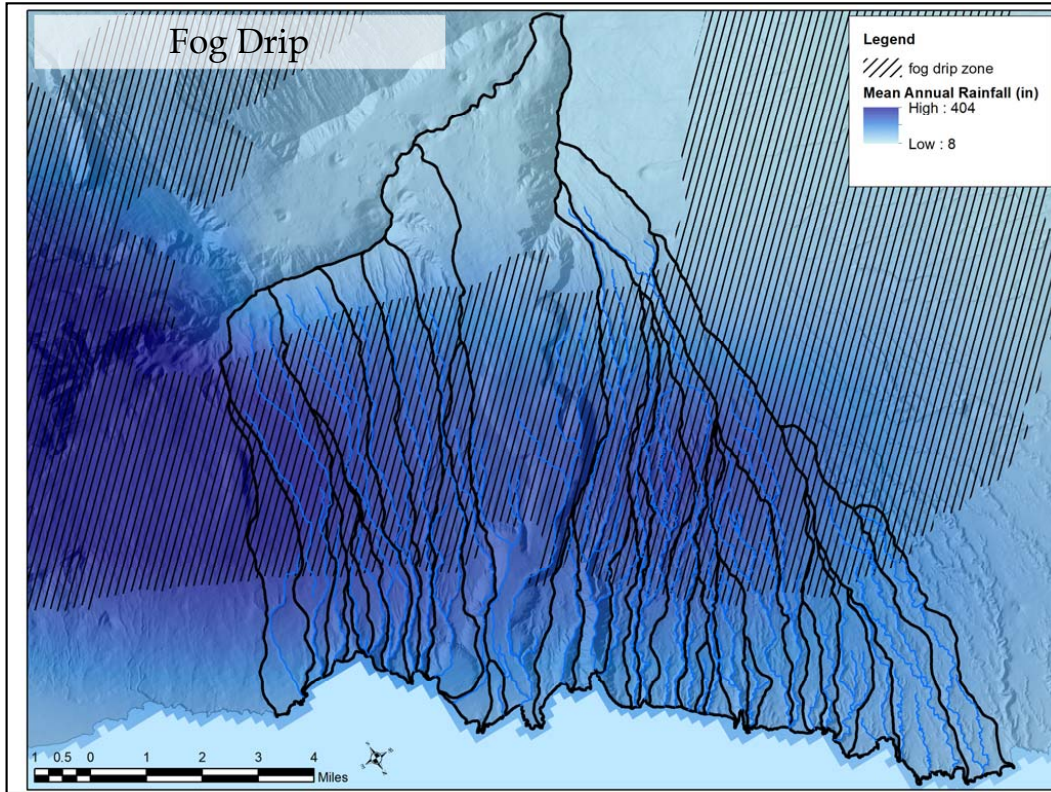 Fog Drip
Legend
fog drip zone
Mean Annual Rainfall (in)
High : 404
Low : 8
1 0.5 0 1 2 3 4
Miles